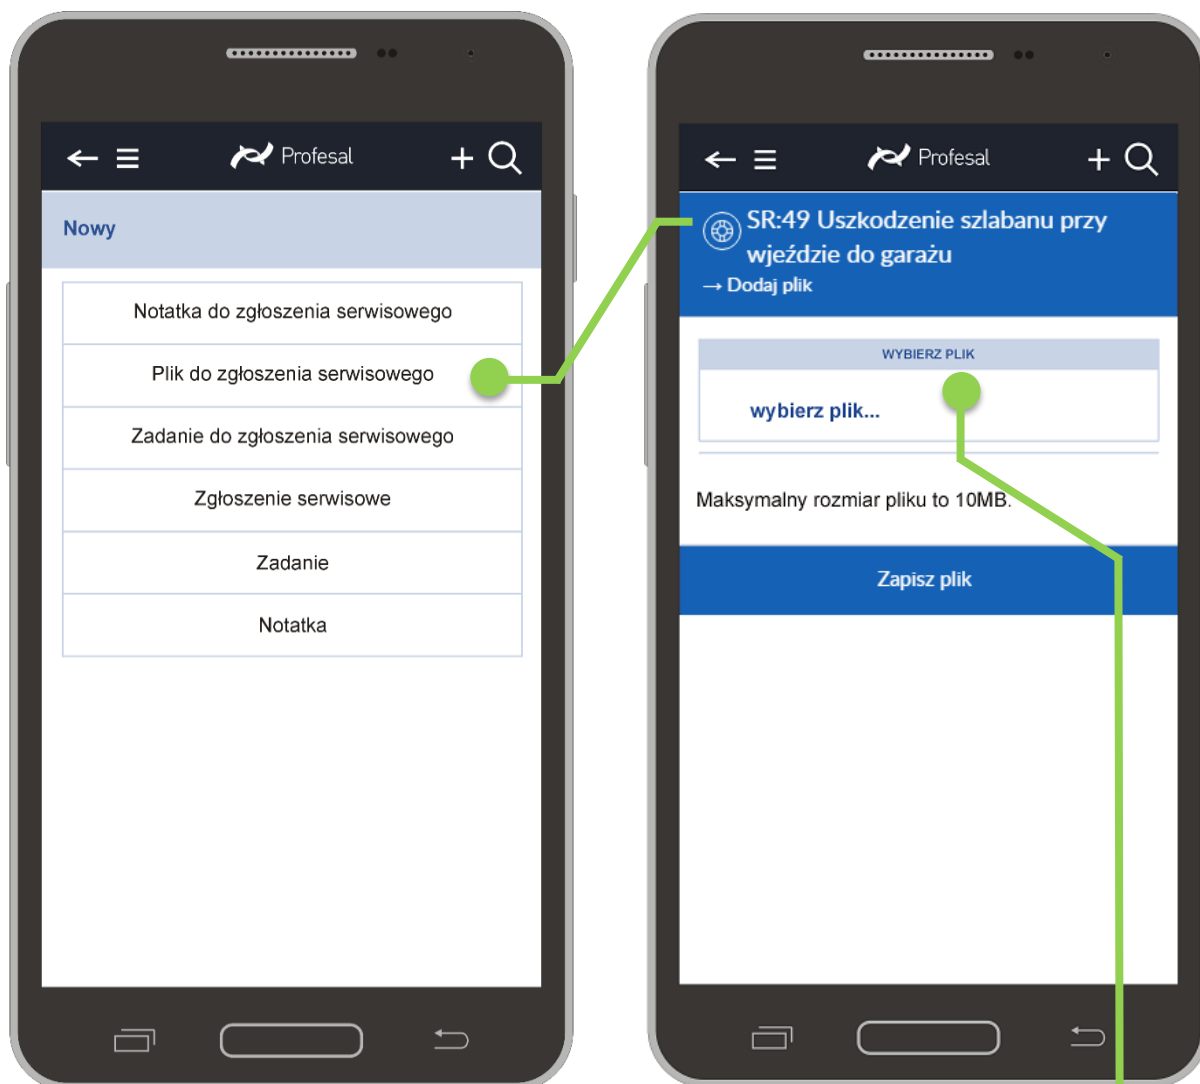 Profesal
Nowy
Notatka do zgłoszenia serwisowego
Plik do zgłoszenia serwisowego
Zadanie do zgłoszenia serwisowego
Zgłoszenie serwisowe
Zadanie
Notatka
Profesal
SR:49 Uszkodzenie szlabanu przy
wjeździe do garażu
→ Dodaj plik
WYBIERZ PLIK
wybierz plik...
Maksymalny rozmiar pliku to 10MB.
Zapisz plik